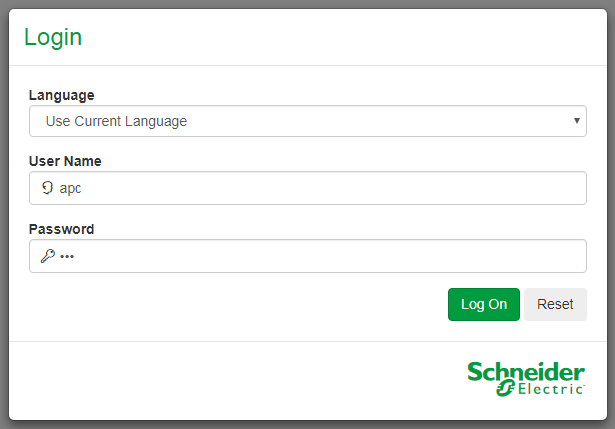 Login
Language
Use Current Language
User Name
apc
Password
•••
Log On Reset
Schneider
Electric